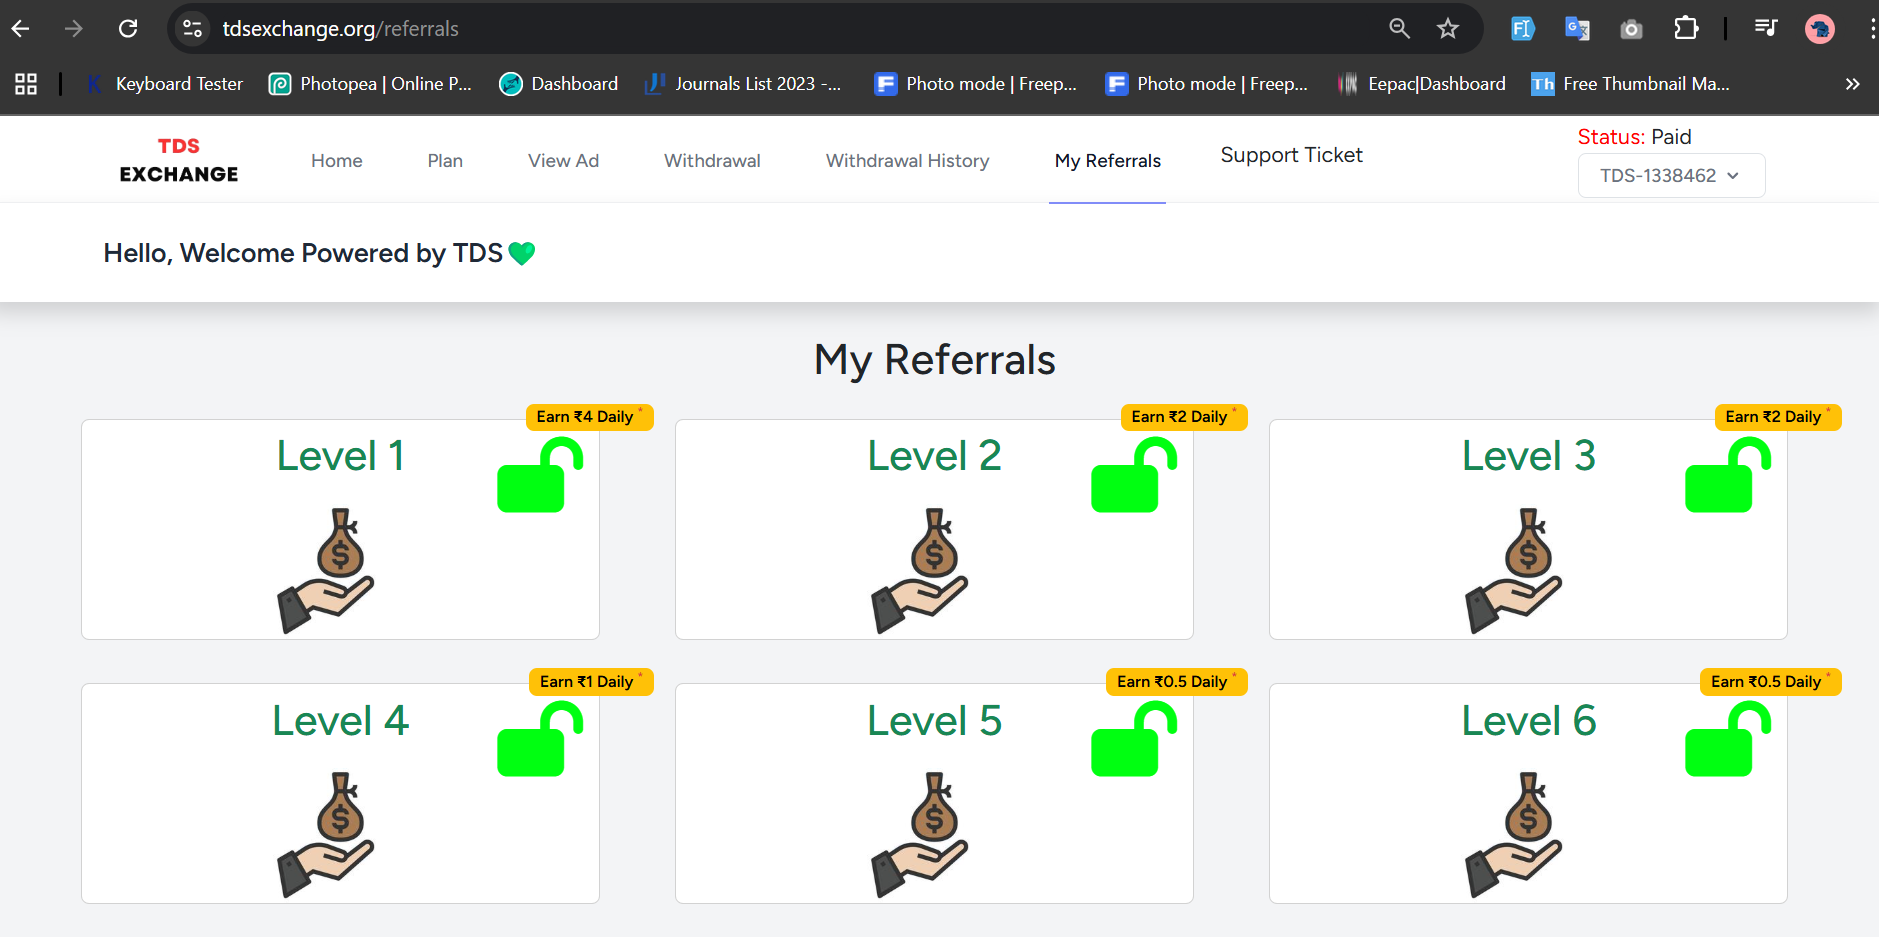 tdsexchange.org/referrals
Keyboard Tester
Photopea | Online P...
Dashboard
Journals List 2023 -...
Photo mode | Freep...
Photo mode | Freep...
Eepac|Dashboard
Th Free Thumbnail Ma...
TDS
EXCHANGE
Home
Plan
View Ad
Withdrawal
Withdrawal History
My Referrals
Support Ticket
Status: Paid
TDS-1338462
Hello, Welcome Powered by TDS
My Referrals
Earn ₹4 Daily *
Level 1
$
Earn ₹2 Daily *
Level 2
$
Earn ₹2 Daily *
Level 3
$
Earn ₹1 Daily *
Level 4
$
Earn ₹0.5 Daily *
Level 5
$
Earn ₹0.5 Daily *
Level 6
$